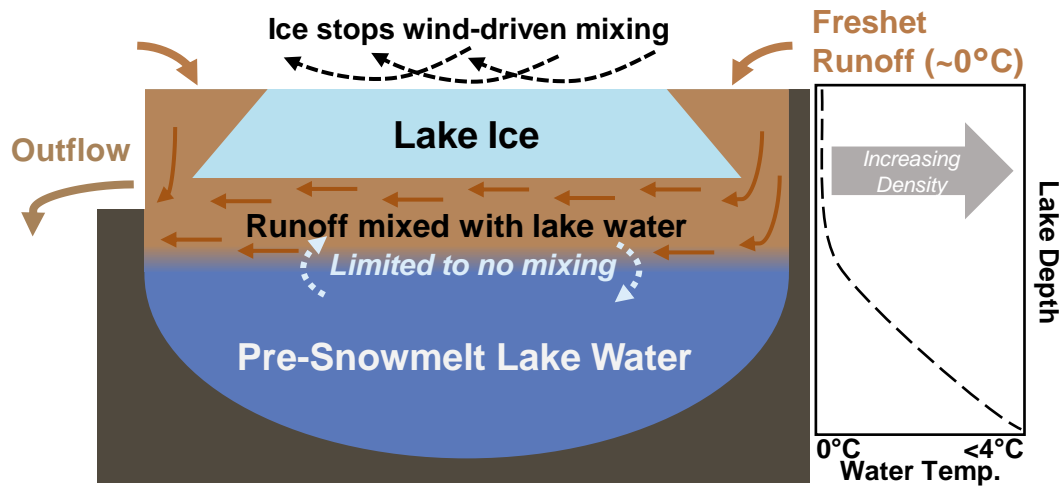 Ice stops wind-driven mixing
Freshet
Runoff (~0°C)
Lake Ice
Outflow
Increasing
Density
Runoff mixed with lake water
Limited to no mixing
Lake Depth
Pre-Snowmelt Lake Water
0°C
<4°C
Water Temp.